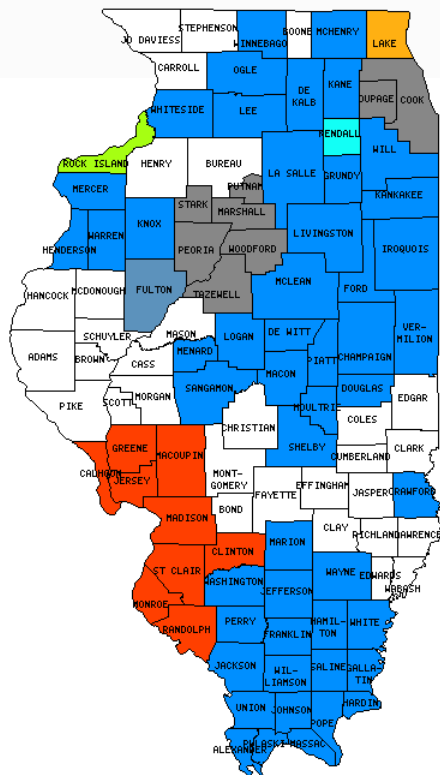 JO DAVIESS
STEPHENSON
WINNEBAGO
BOONE
MCHENRY
LAKE
CARROLL
OGLE
DE
KALB
KANE
DUPAGE
COOK
WHITESIDE
LEE
KENDALL
WILL
ROCK ISLAND
HENRY
BUREAU
LA SALLE
GRUNDY
MERCER
PUTNAM
KANKAKEE
STARK
MARSHALL
KNOX
WARREN
HENDERSON
PEORIA
WOODFORD
LIVINGSTON
IROQUOIS
HANCOCK
MCDONOUGH
FULTON
TAZEWELL
MCLEAN
FORD
SCHUYLER
MASON
LOGAN
DE WITT
VER-
MILION
ADAMS
BROWN
CASS
MENARD
PIATT
CHAMPAIGN
SANGAMON
MACON
DOUGLAS
EDGAR
PIKE
SCOTT
MORGAN
MOULTRIE
CHRISTIAN
COLES
SHELBY
GREENE
MACOUPIN
CALHOUN
JERSEY
MONT-
GOMERY
CUMBERLAND
CLARK
FAYETTE
EFFINGHAM
JASPER
CRAWFORD
MADISON
BOND
CLAY
RICHLAND
LAWRENCE
CLINTON
MARION
ST CLAIR
WASHINGTON
WAYNE
EDWARDS
WABASH
MONROE
JEFFERSON
RANDOLPH
PERRY
FRANKLIN
HAMIL-
TON
WHITE
JACKSON
WIL-
LIAMSON
SALINE
GALLA-
TIN
UNION
JOHNSON
POPE
HARDIN
ALEXANDER
PULASKI
MASSAC